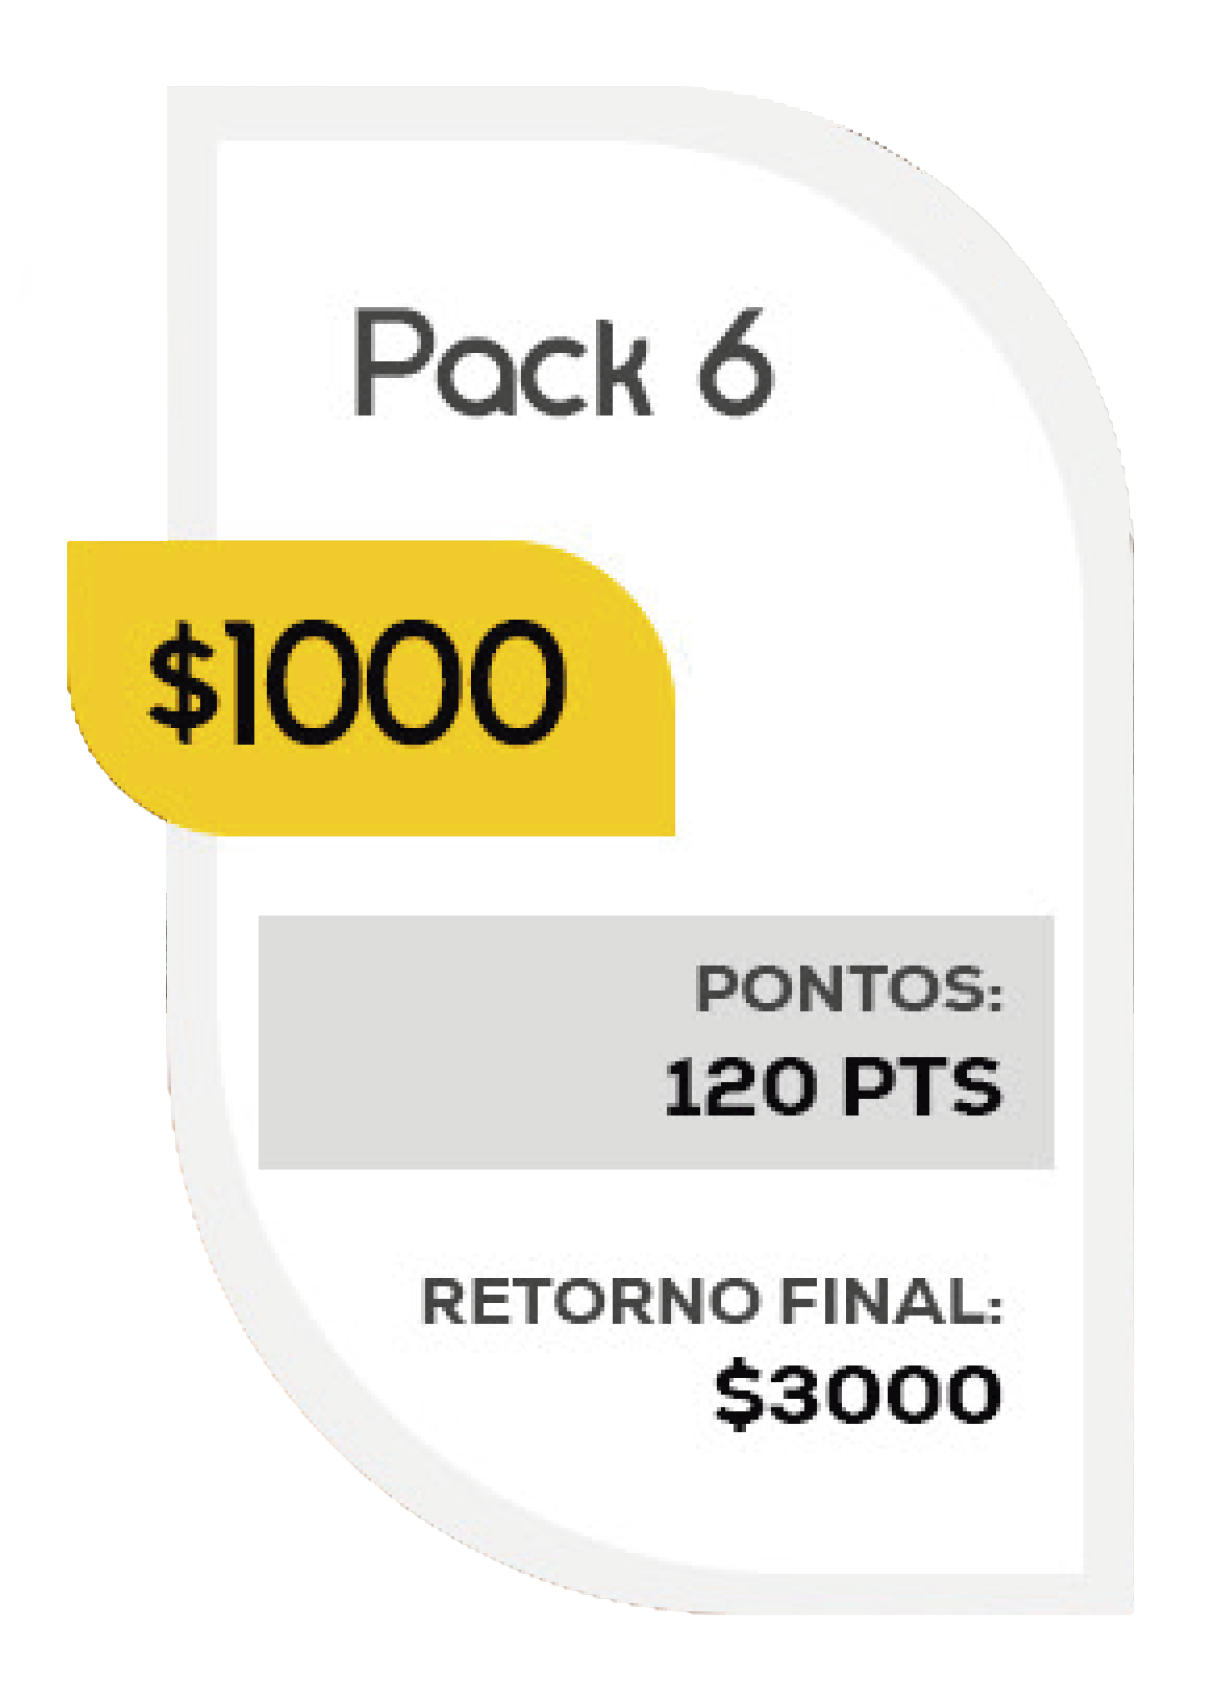 Pack 6
$1000
PONTOS:
120 PTS
RETORNO FINAL:
$3000